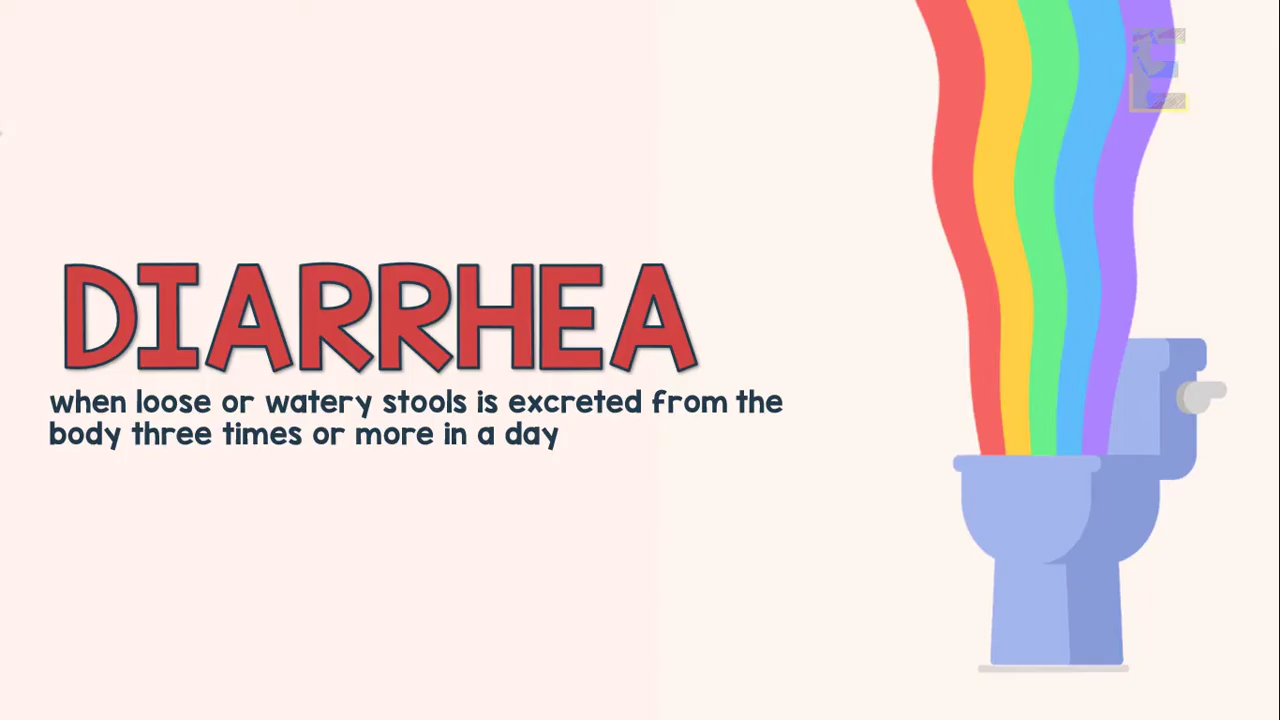 E
DIARRHEA
when loose or watery stools is excreted from the
body three times or more in a day